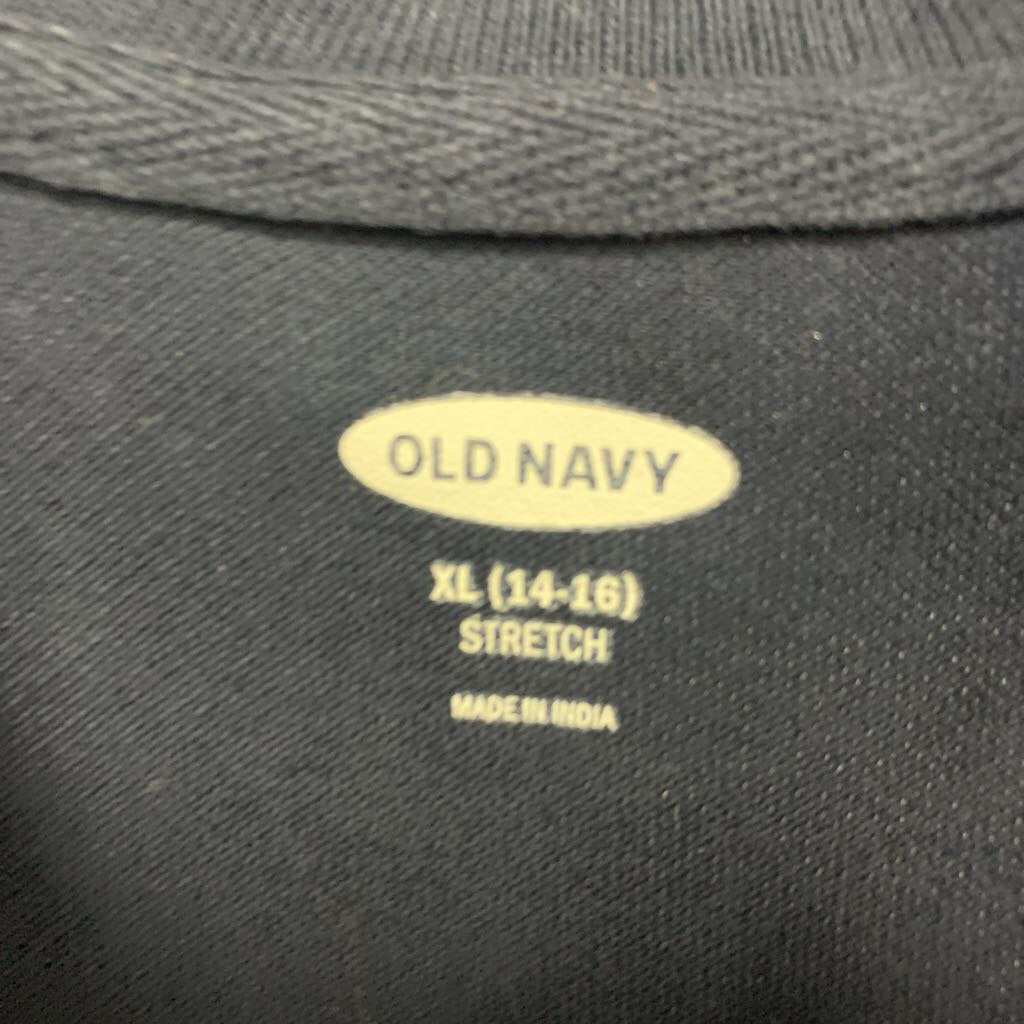 OLD NAVY
XL (14-16)
STRETCH
MADE IN INDIA